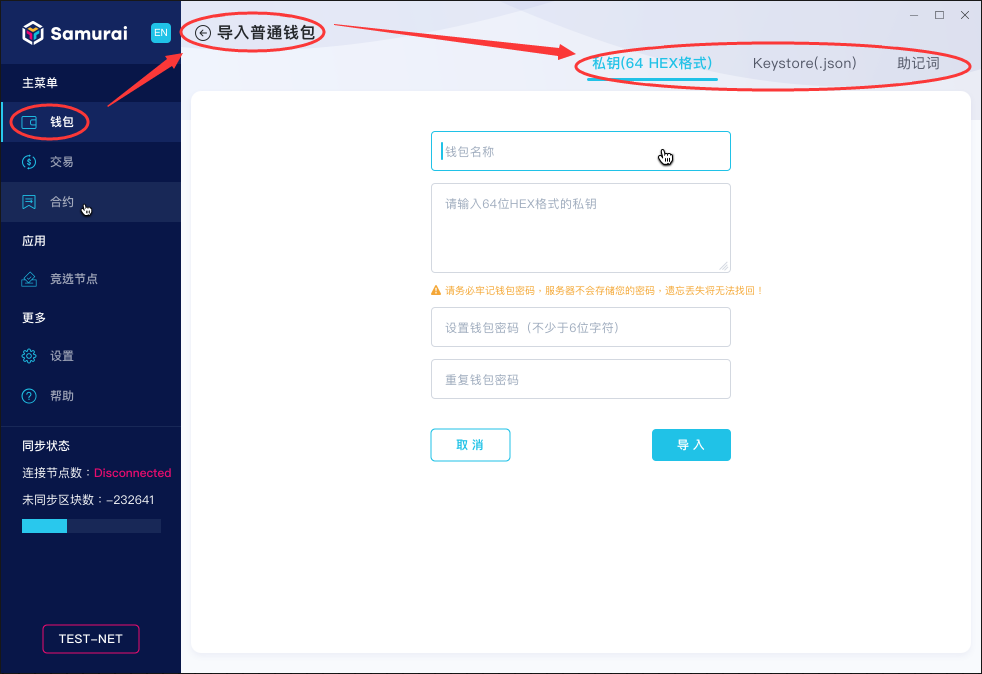 Samurai
EN
主菜单
钱包
交易
合约
应用
竞选节点
更多
设置
帮助
同步状态
连接节点数：Disconnected
未同步区块数：-232641
TEST-NET
导入普通钱包
私钥(64 HEX格式)
Keystore(.json)
助记词
钱包名称
请输入64位HEX格式的私钥
请务必牢记钱包密码，服务器不会存储您的密码，遗忘丢失将无法找回！
设置钱包密码（不少于6位字符）
重复钱包密码
取 消
导 入